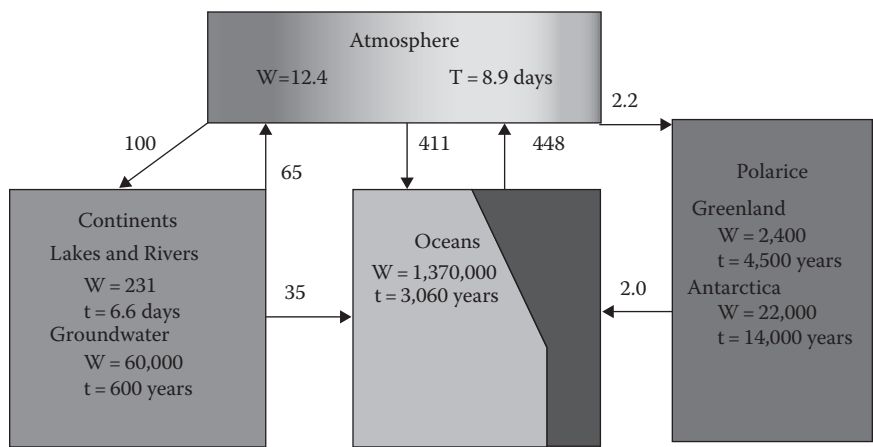 Atmosphere
W=12.4 T = 8.9 days
2.2
100
65
411
448
Continents
Lakes and Rivers
W = 231
t = 6.6 days
Groundwater
W = 60,000
t = 600 years
35
Oceans
W = 1,370,000
t = 3,060 years
2.0
Polarice
Greenland
W = 2,400
t = 4,500 years
Antarctica
W = 22,000
t = 14,000 years